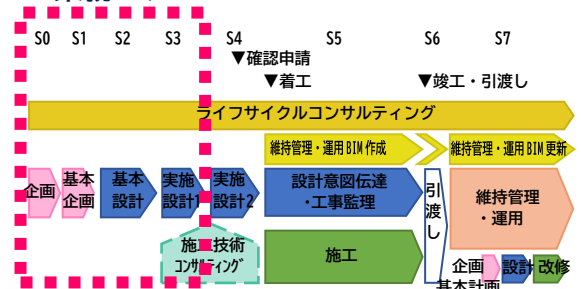 S0 S1 S2 S3 S4 S5 S6 S7
▼確認申請
▼着工 ▼竣工・引渡し
ライフサイクルコンサルティング
維持管理・運用BIM作成 維持管理・運用BIM更新
企画
基本
企画
基本
設計
実施
設計1
実施
設計2
設計意図伝達
・工事監理
引
渡
し
維持管理
・運用
施工技術
コンサルティング
施工
企画 設計 改修
基本計画